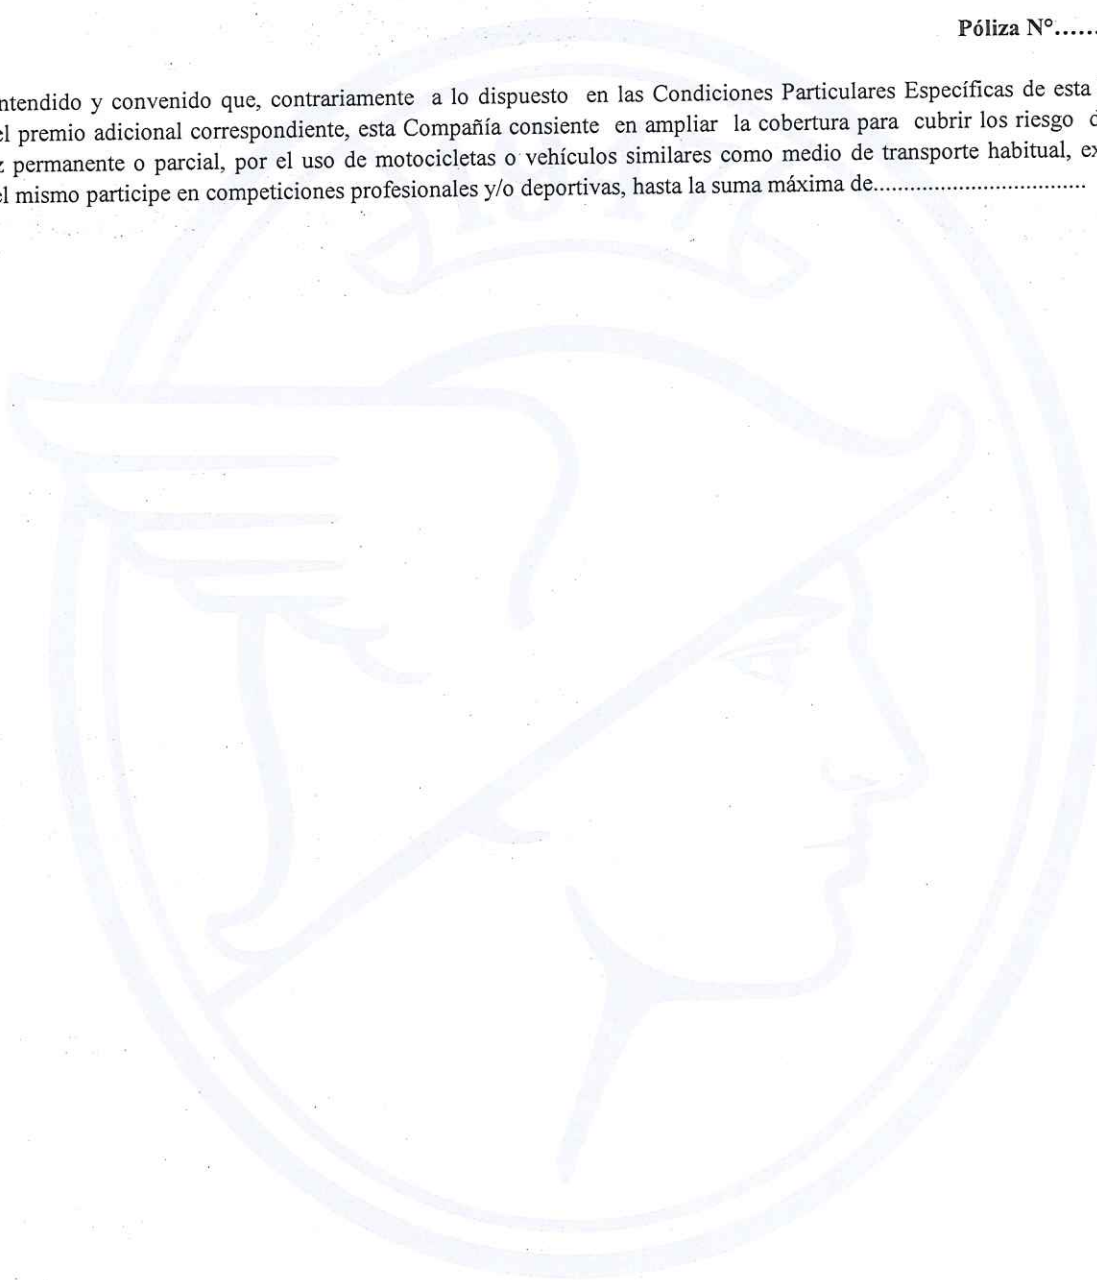 Póliza N°......
ntendido y convenido que, contrariamente a lo dispuesto en las Condiciones Particulares Específicas de esta
el premio adicional correspondiente, esta Compañía consiente en ampliar la cobertura para cubrir los riesgo d
z permanente o parcial, por el uso de motocicletas o vehículos similares como medio de transporte habitual, ex
el mismo participe en competiciones profesionales y/o deportivas, hasta la suma máxima de...................................